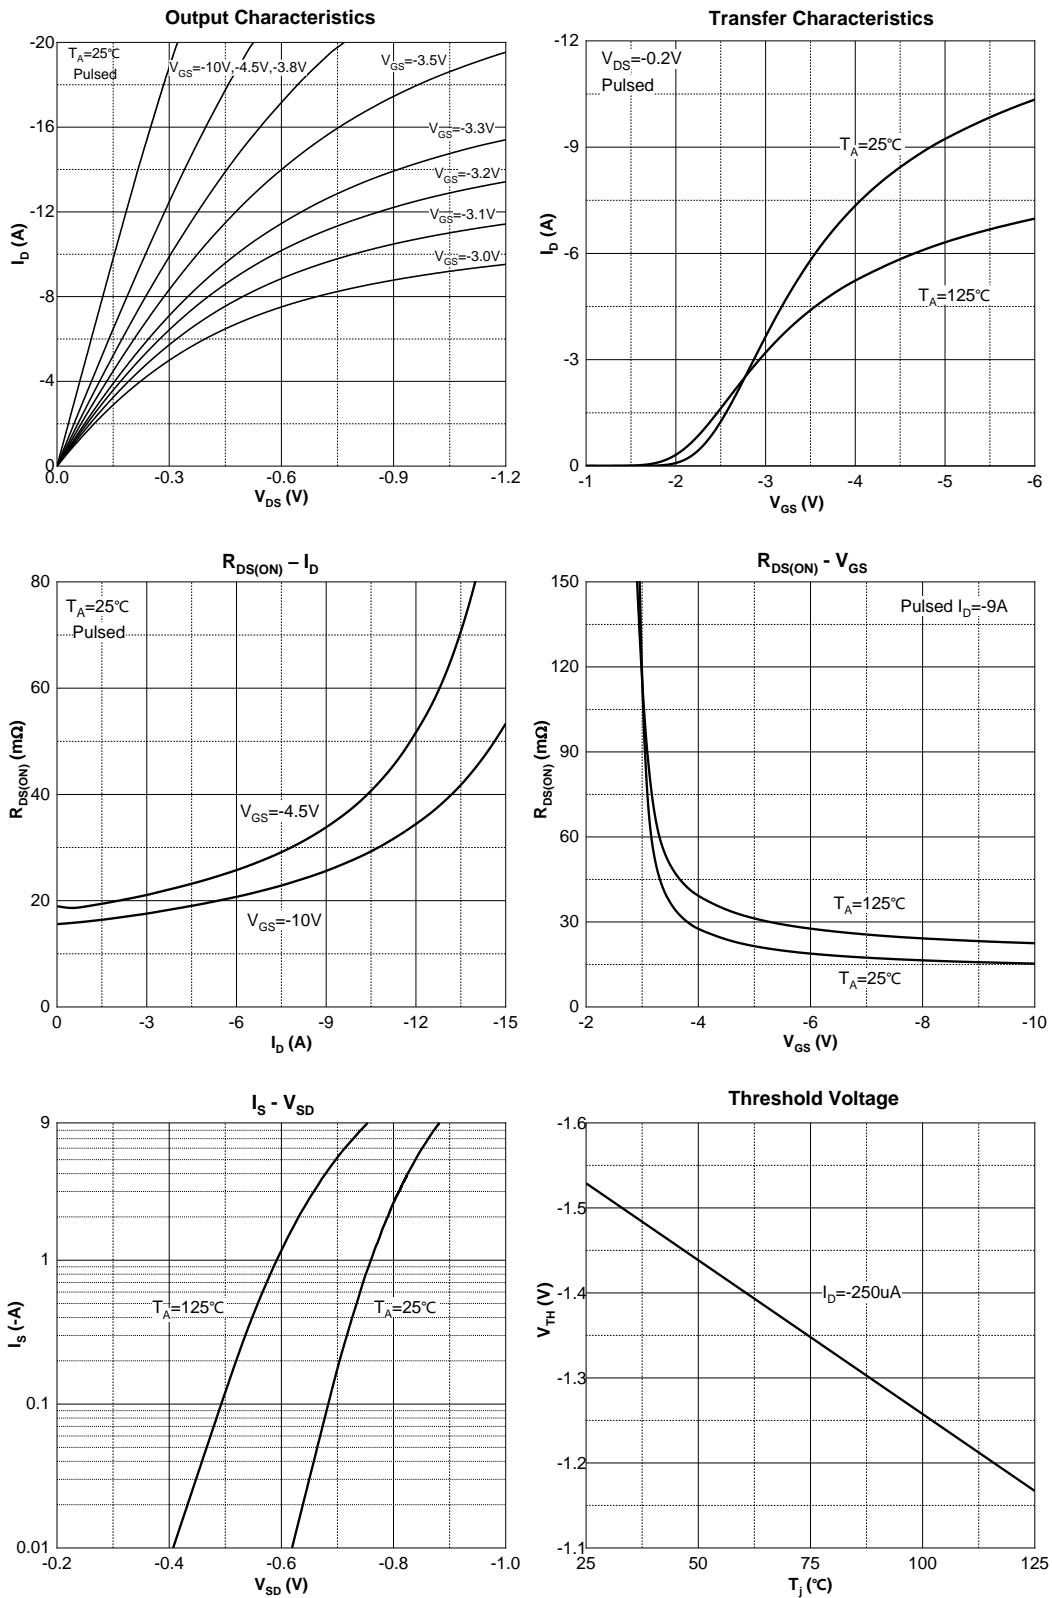 Output Characteristics
-20
-16
-12
-8
-4
0
I_D (A)
T_A=25℃
Pulsed
V_GS=-10V,-4.5V,-3.8V
V_GS=-3.5V
V_GS=-3.3V
V_GS=-3.2V
V_GS=-3.1V
V_GS=-3.0V
0.0 -0.3 -0.6 -0.9 -1.2
V_DS (V)
Transfer Characteristics
-12
-9
-6
-3
0
I_D (A)
V_DS=-0.2V
Pulsed
T_A=25℃
T_A=125℃
-1 -2 -3 -4 -5 -6
V_GS (V)
R_DS(ON) – I_D
80
60
40
20
0
R_DS(ON) (mΩ)
T_A=25℃
Pulsed
V_GS=-4.5V
V_GS=-10V
0 -3 -6 -9 -12 -15
I_D (A)
R_DS(ON) - V_GS
150
120
90
60
30
0
R_DS(ON) (mΩ)
Pulsed I_D=-9A
T_A=125℃
T_A=25℃
-2 -4 -6 -8 -10
V_GS (V)
I_S - V_SD
9
1
0.1
0.01
I_S (-A)
T_A=125℃
T_A=25℃
-0.2 -0.4 -0.6 -0.8 -1.0
V_SD (V)
Threshold Voltage
-1.6
-1.5
-1.4
-1.3
-1.2
-1.1
V_TH (V)
I_D=-250uA
25 50 75 100 125
T_j (℃)